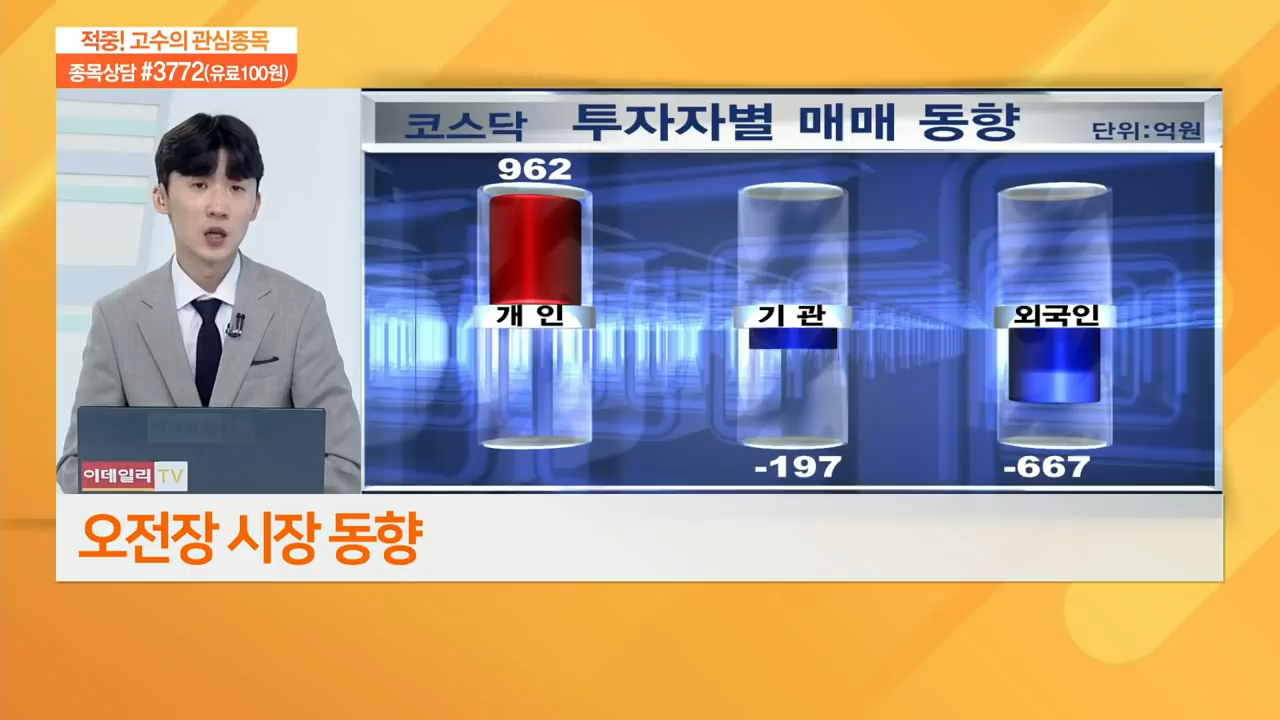 적중! 고수의 관심종목
종목상담 #3772(유료100원)
코스닥 투자자별 매매 동향 단위:억원
962
개인 기관 외국인
-197 -667
이데일리 TV
오전장 시장 동향